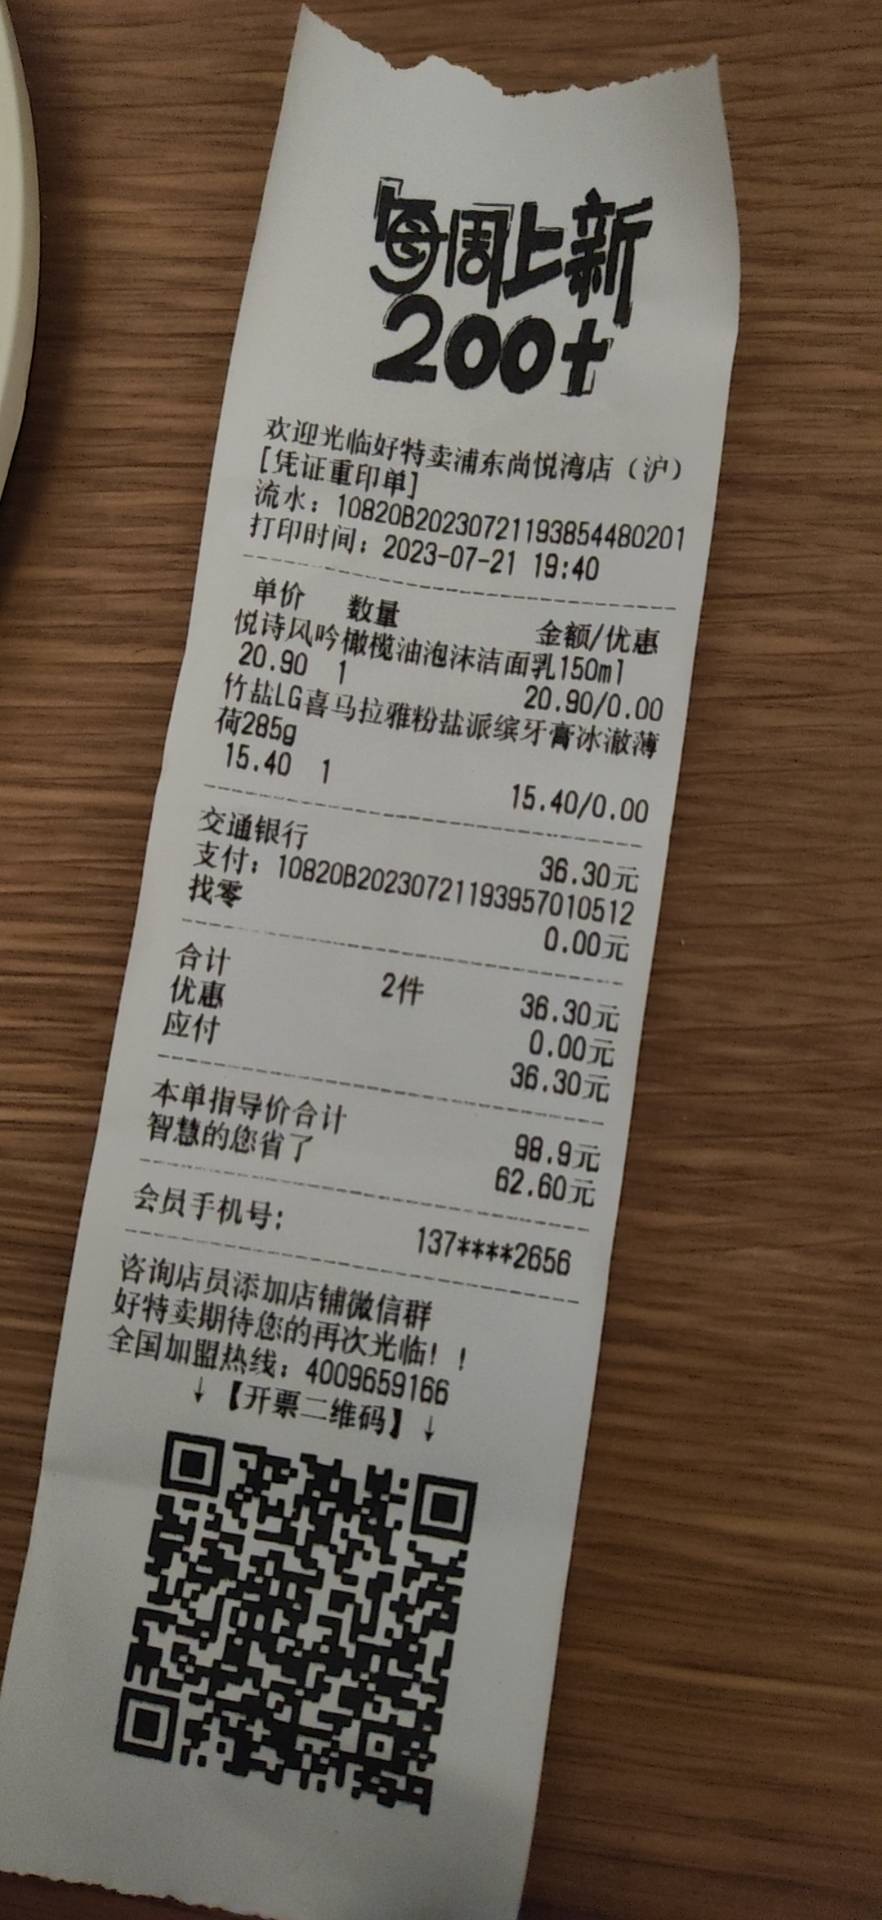 每周上新
200+
欢迎光临好特卖浦东尚悦湾店（沪）
[凭证重印单]
流水：10820B20230721193854480201
打印时间：2023-07-21 19:40
单价 数量 金额/优惠
悦诗风吟橄榄油泡沫洁面乳150ml
20.90 1 20.90/0.00
竹盐LG喜马拉雅粉盐派缤牙膏冰澈薄
荷285g
15.40 1 15.40/0.00
交通银行 36.30元
支付：10820B20230721193957010512
找零 0.00元
合计 2件 36.30元
优惠 0.00元
应付 36.30元
本单指导价合计 98.9元
智慧的您省了 62.60元
会员手机号： 137****2656
咨询店员添加店铺微信群
好特卖期待您的再次光临！！
全国加盟热线：4009659166
↓【开票二维码】↓